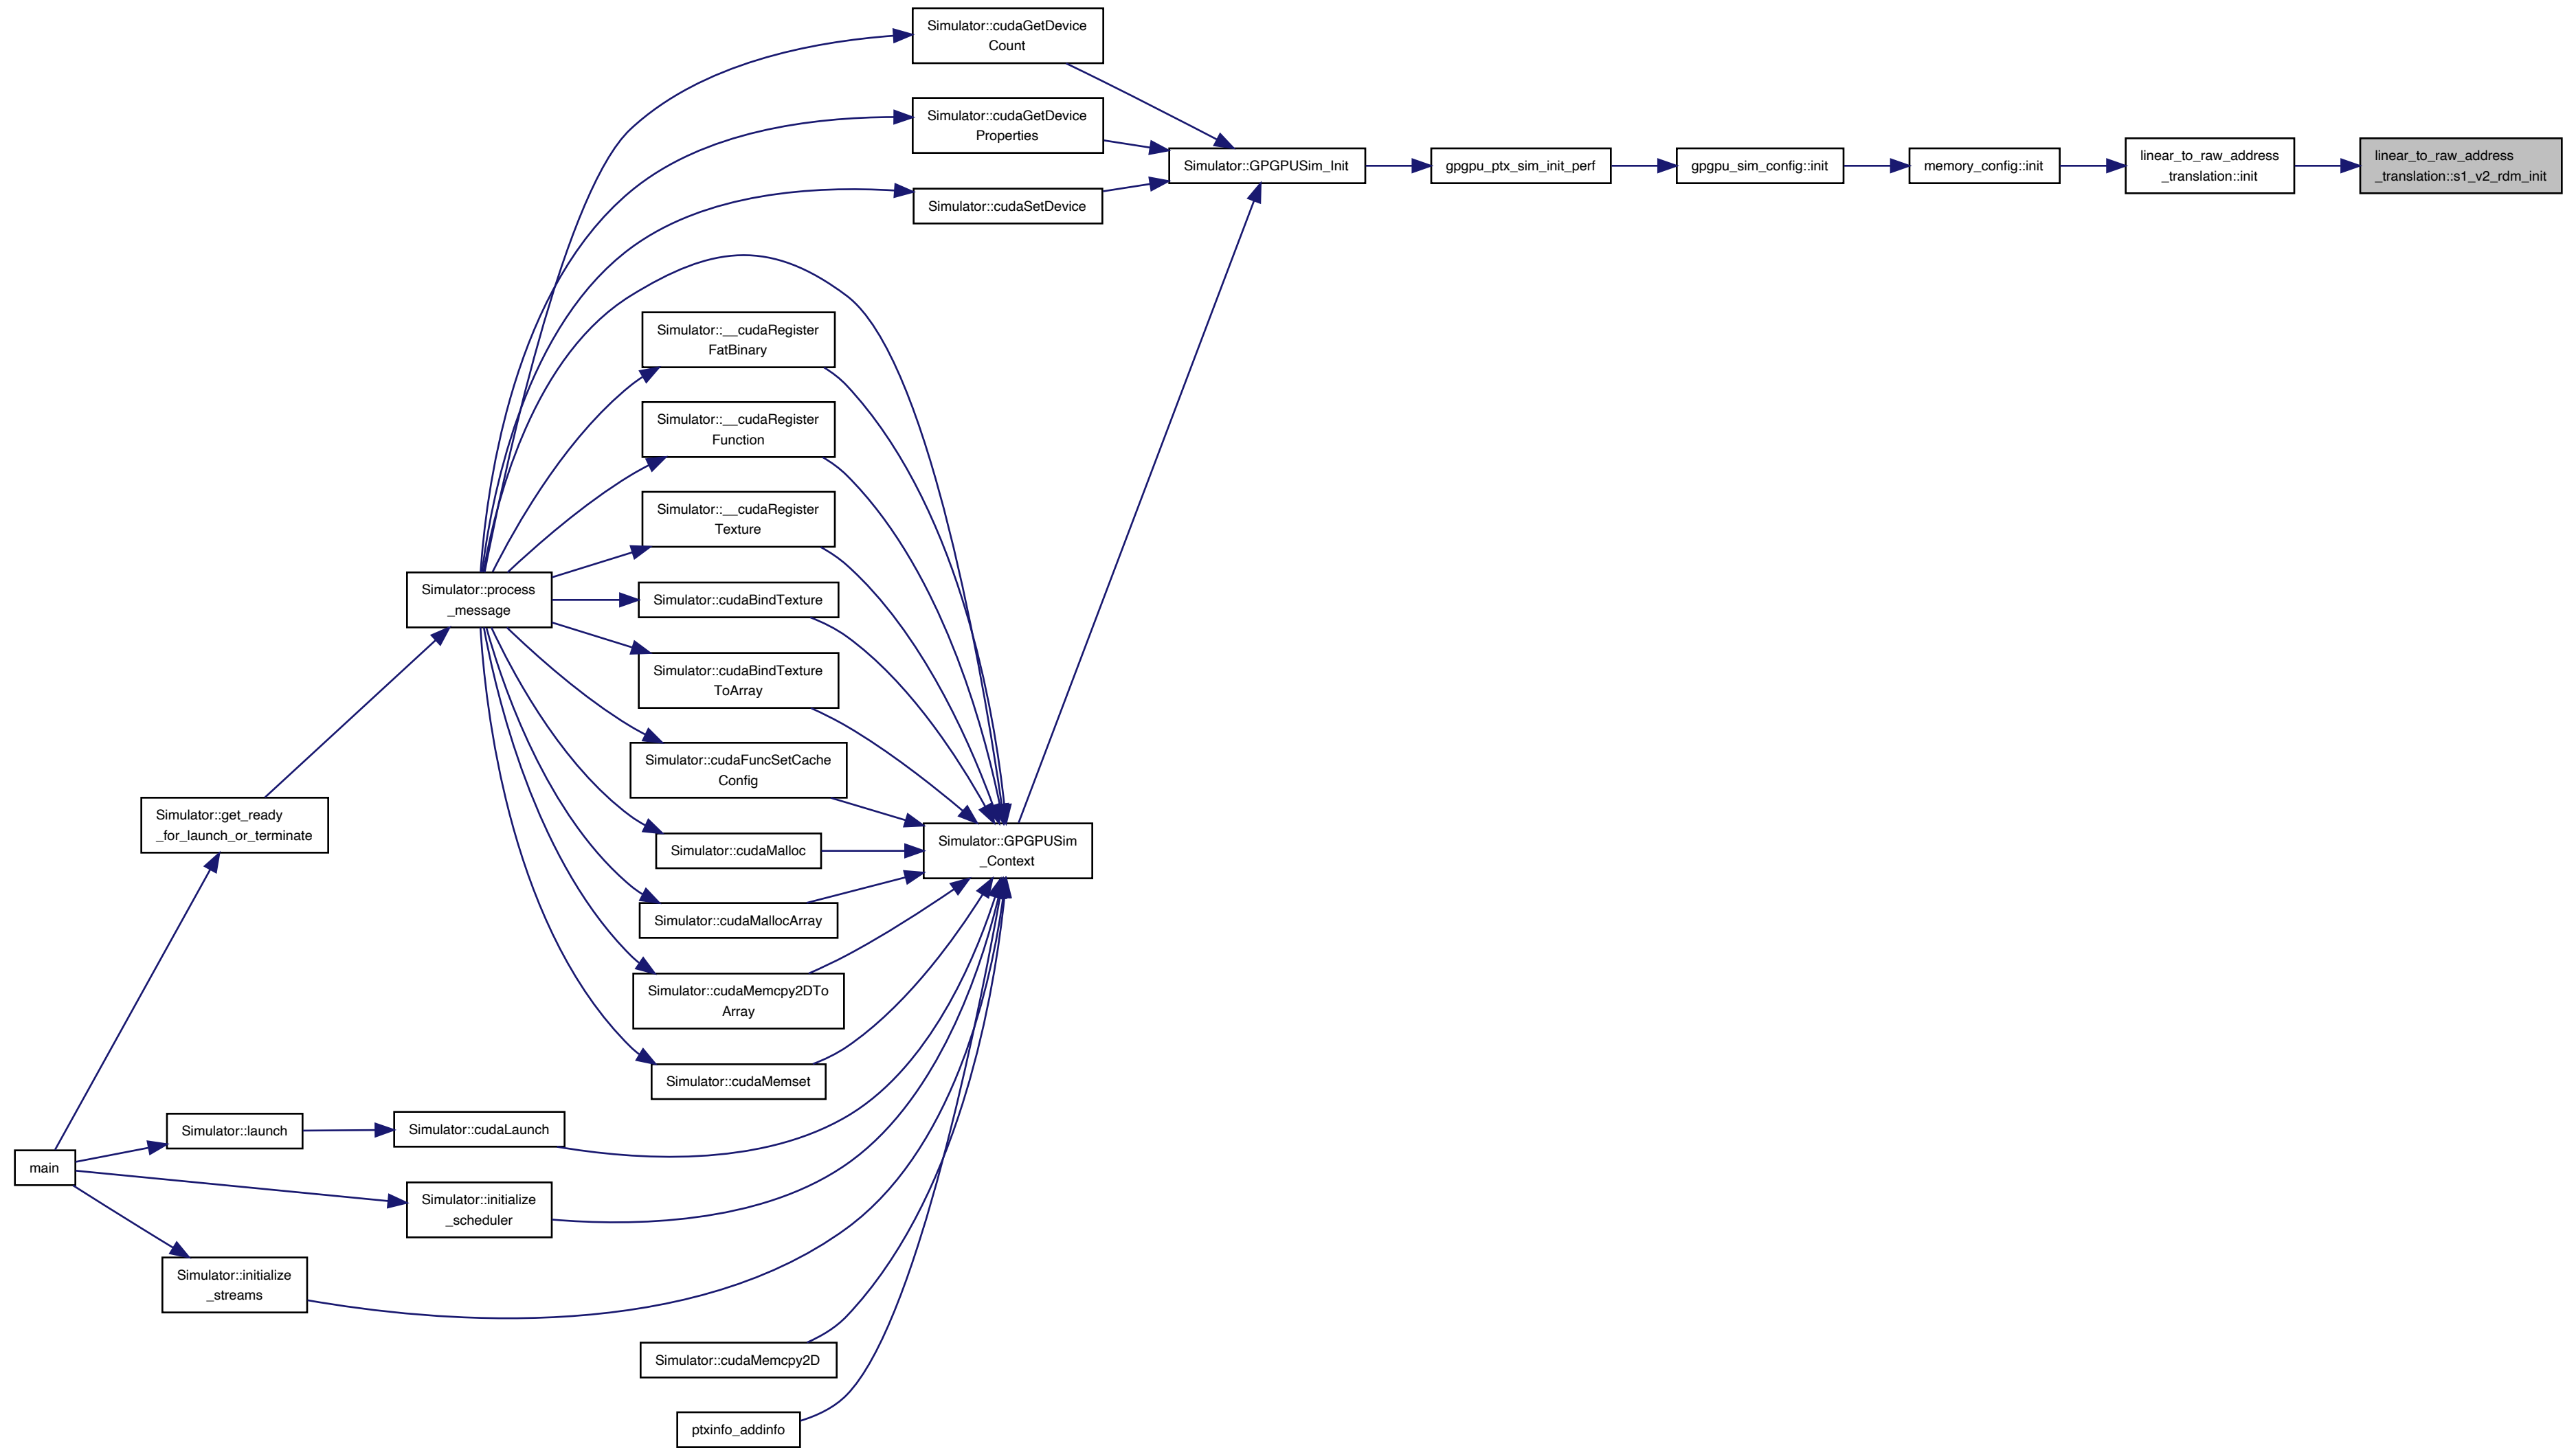 Simulator::cudaGetDevice
Count
Simulator::cudaGetDevice
Properties
Simulator::GPGPUSim_Init
gpgpu_ptx_sim_init_perf
gpgpu_sim_config::init
memory_config::init
linear_to_raw_address
_translation::init
linear_to_raw_address
_translation::s1_v2_rdm_init
Simulator::cudaSetDevice
Simulator::__cudaRegister
FatBinary
Simulator::__cudaRegister
Function
Simulator::__cudaRegister
Texture
Simulator::process
_message
Simulator::cudaBindTexture
Simulator::cudaBindTexture
ToArray
Simulator::cudaFuncSetCache
Config
Simulator::get_ready
_for_launch_or_terminate
Simulator::cudaMalloc
Simulator::GPGPUSim
_Context
Simulator::cudaMallocArray
Simulator::cudaMemcpy2DTo
Array
Simulator::cudaMemset
Simulator::launch
Simulator::cudaLaunch
main
Simulator::initialize
_scheduler
Simulator::initialize
_streams
Simulator::cudaMemcpy2D
ptxinfo_addinfo